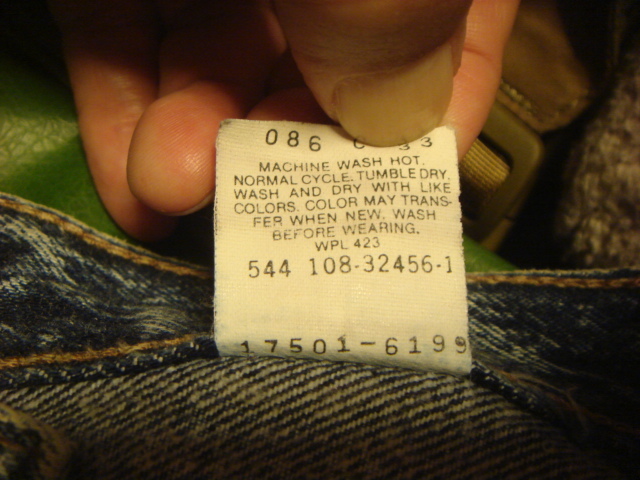 086
MACHINE WASH HOT.
NORMAL CYCLE. TUMBLE DRY.
WASH AND DRY WITH LIKE
COLORS. COLOR MAY TRANS-
FER WHEN NEW. WASH
BEFORE WEARING.
WPL 423
544 108-32456-1
17501-6199